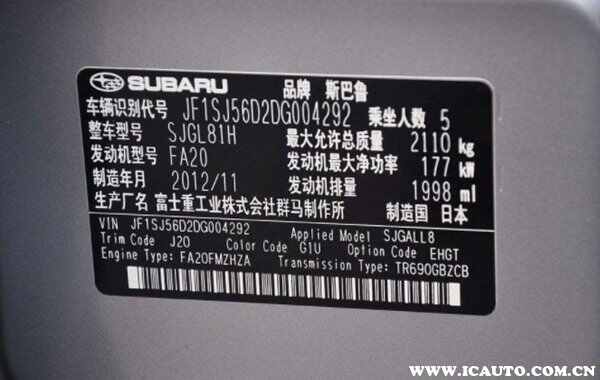 SUBARU 品牌 斯巴鲁
车辆识别代号 JF1SJ56D2DG004292 乘坐人数 5
整车型号 SJGL81H 最大允许总质量 2110 kg
发动机型号 FA20 发动机最大净功率 177 kW
制造年月 2012/11 发动机排量 1998 ml
生产厂名 富士重工业株式会社群马制作所 制造国 日本
VIN JF1SJ56D2DG004292 Applied Model SJGALL8
Trim Code J20 Color Code G1U Option Code EHGT
Engine Type: FA20FMZHZA Transmission Type: TR690GBZCB
WWW.ICAUTO.COM.CN